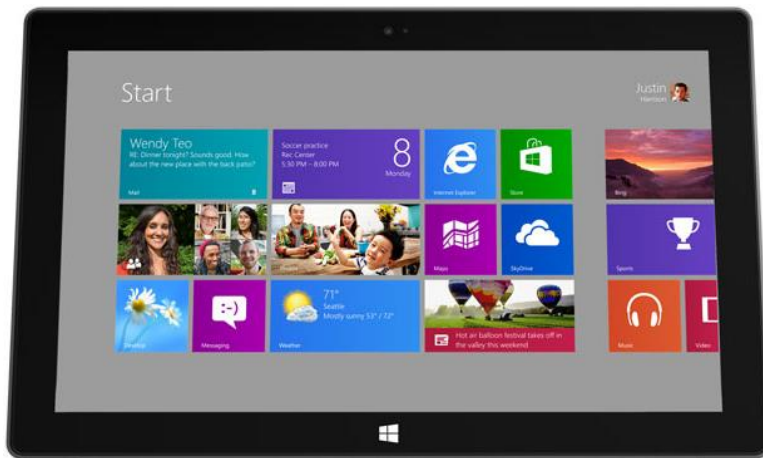 Start
Justin
Harrison
Wendy Teo
RE: Dinner tonight? Sounds good. How
about the new place with the back patio?
Mail
8
Soccer practice
Rec Center
5:30 PM – 8:00 PM
8
Monday
Internet Explorer
Store
Bing
Maps
SkyDrive
Sports
Desktop
:-)
Messaging
71°
Seattle
Mostly sunny 53° / 72°
Weather
Hot air balloon festival takes off in
the valley this weekend
Music
Video